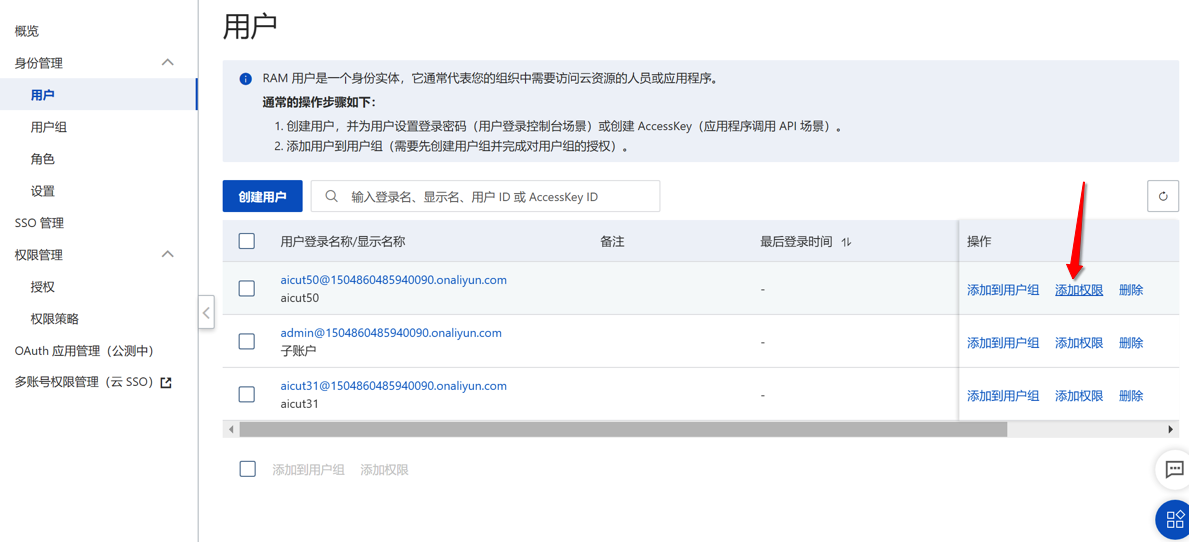 概览
身份管理
用户
用户组
角色
设置
SSO 管理
权限管理
授权
权限策略
OAuth 应用管理（公测中）
多账号权限管理（云 SSO）
用户
RAM 用户是一个身份实体，它通常代表您的组织中需要访问云资源的人员或应用程序。
通常的操作步骤如下：
1. 创建用户，并为用户设置登录密码（用户登录控制台场景）或创建 AccessKey（应用程序调用 API 场景）。
2. 添加用户到用户组（需要先创建用户组并完成对用户组的授权）。
创建用户 输入登录名、显示名、用户 ID 或 AccessKey ID
用户登录名称/显示名称 备注 最后登录时间 操作
aicut50@1504860485940090.onaliyun.com
aicut50
- 添加到用户组 添加权限 删除
admin@1504860485940090.onaliyun.com
子账户
- 添加到用户组 添加权限 删除
aicut31@1504860485940090.onaliyun.com
aicut31
- 添加到用户组 添加权限 删除
添加到用户组 添加权限